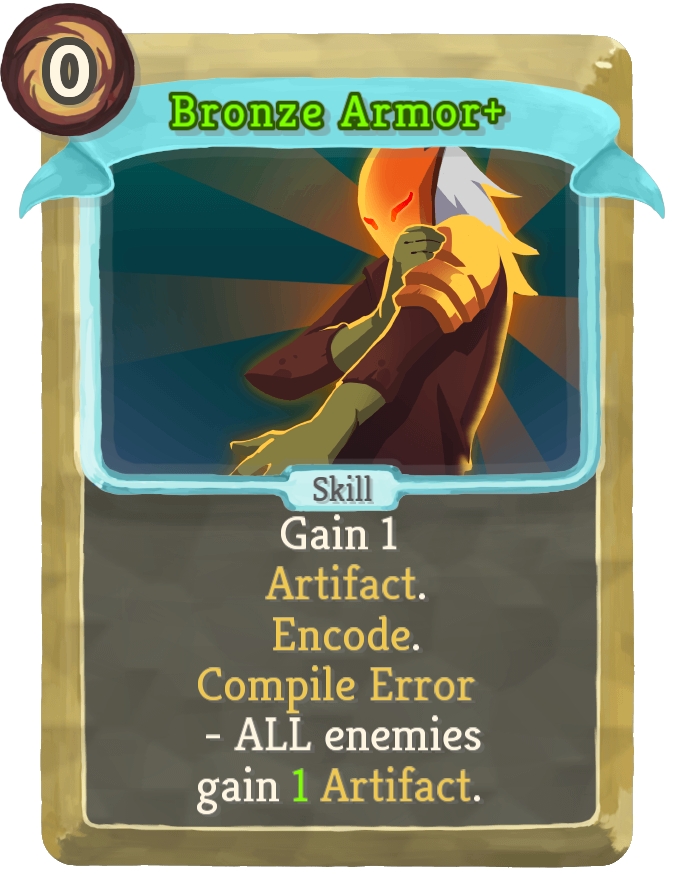 0
Bronze Armor+
Skill
Gain 1
Artifact.
Encode.
Compile Error
- ALL enemies
gain 1 Artifact.